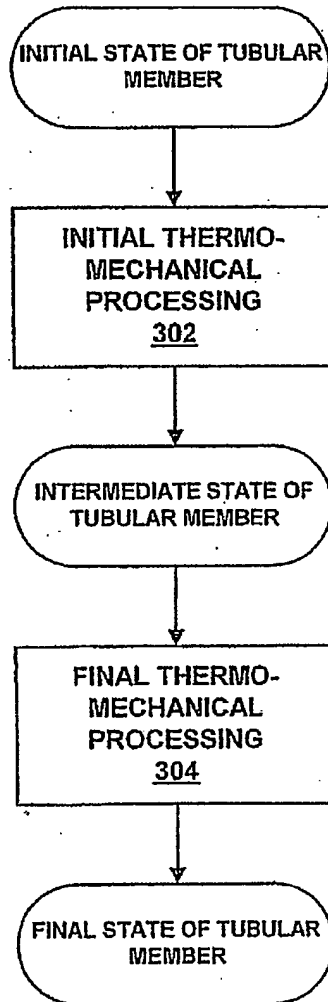 INITIAL STATE OF TUBULAR
MEMBER
INITIAL THERMO-
MECHANICAL
PROCESSING
302
INTERMEDIATE STATE OF
TUBULAR MEMBER
FINAL THERMO-
MECHANICAL
PROCESSING
304
FINAL STATE OF TUBULAR
MEMBER